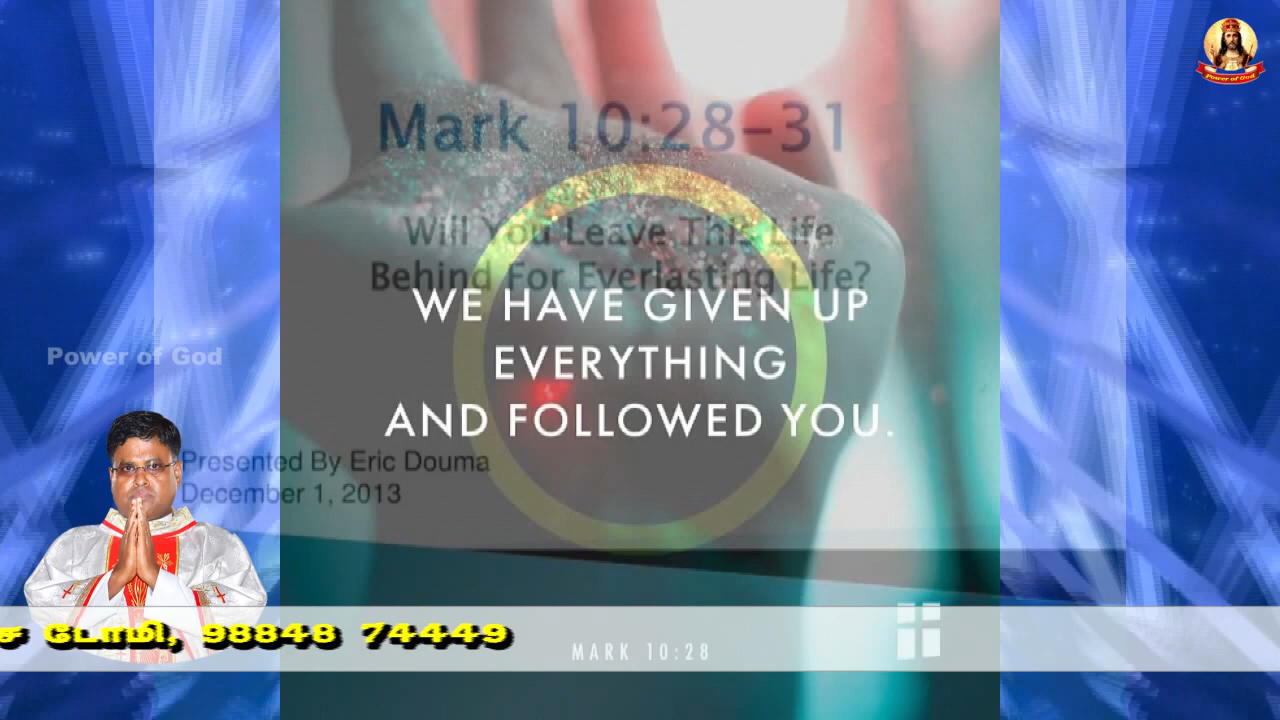 Power of God
Mark 10:28-31
Will You Leave This Life
Behind For Everlasting Life?
WE HAVE GIVEN UP
EVERYTHING
AND FOLLOWED YOU.
Power of God
Presented By Eric Douma
December 1, 2013
ச டோமி, 98848 74449
MARK 10:28